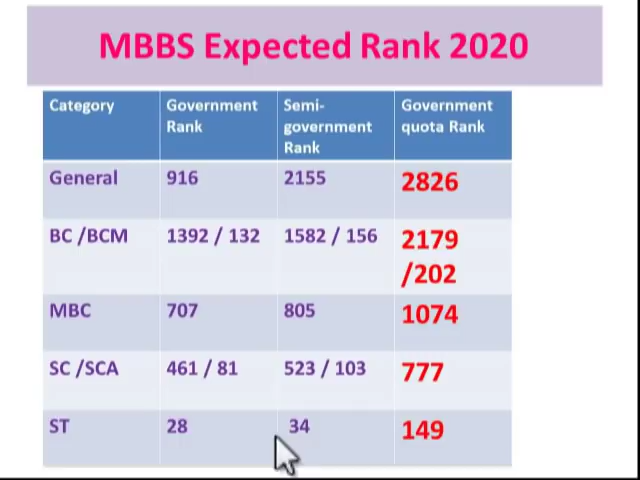 MBBS Expected Rank 2020
Category Government Rank Semi-government Rank Government quota Rank
General 916 2155 2826
BC /BCM 1392 / 132 1582 / 156 2179 /202
MBC 707 805 1074
SC /SCA 461 / 81 523 / 103 777
ST 28 34 149